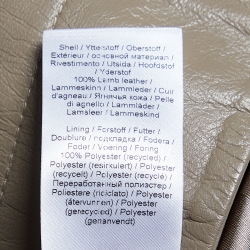 Shell / Yttelstoff / Oberstoff /
Extérieur / основной материал /
Rivestimento / Utsida / Hoofdstof
/ Yderstof
100% Lamb leather /
Lammeskinn / Lammleder / Cuir
d'agneau / Ягнячья кожа / Pelle
di agnello / Lammläder /
Lamsleer / Lammeskind
Lining / Forstoff / Futter /
Doublure / подкладка / Fodera
/ Foder / Voering / Foring
100% Polyester (recycled) /
Polyester (resirkulert) / Polyester
(recycelt) / Polyester (recyclé) /
Переработанный полиэстер /
Poliestere (riciclato) / Polyester
(återvunnen) / Polyester
(gerecycled) / Polyester
(genanvendt)